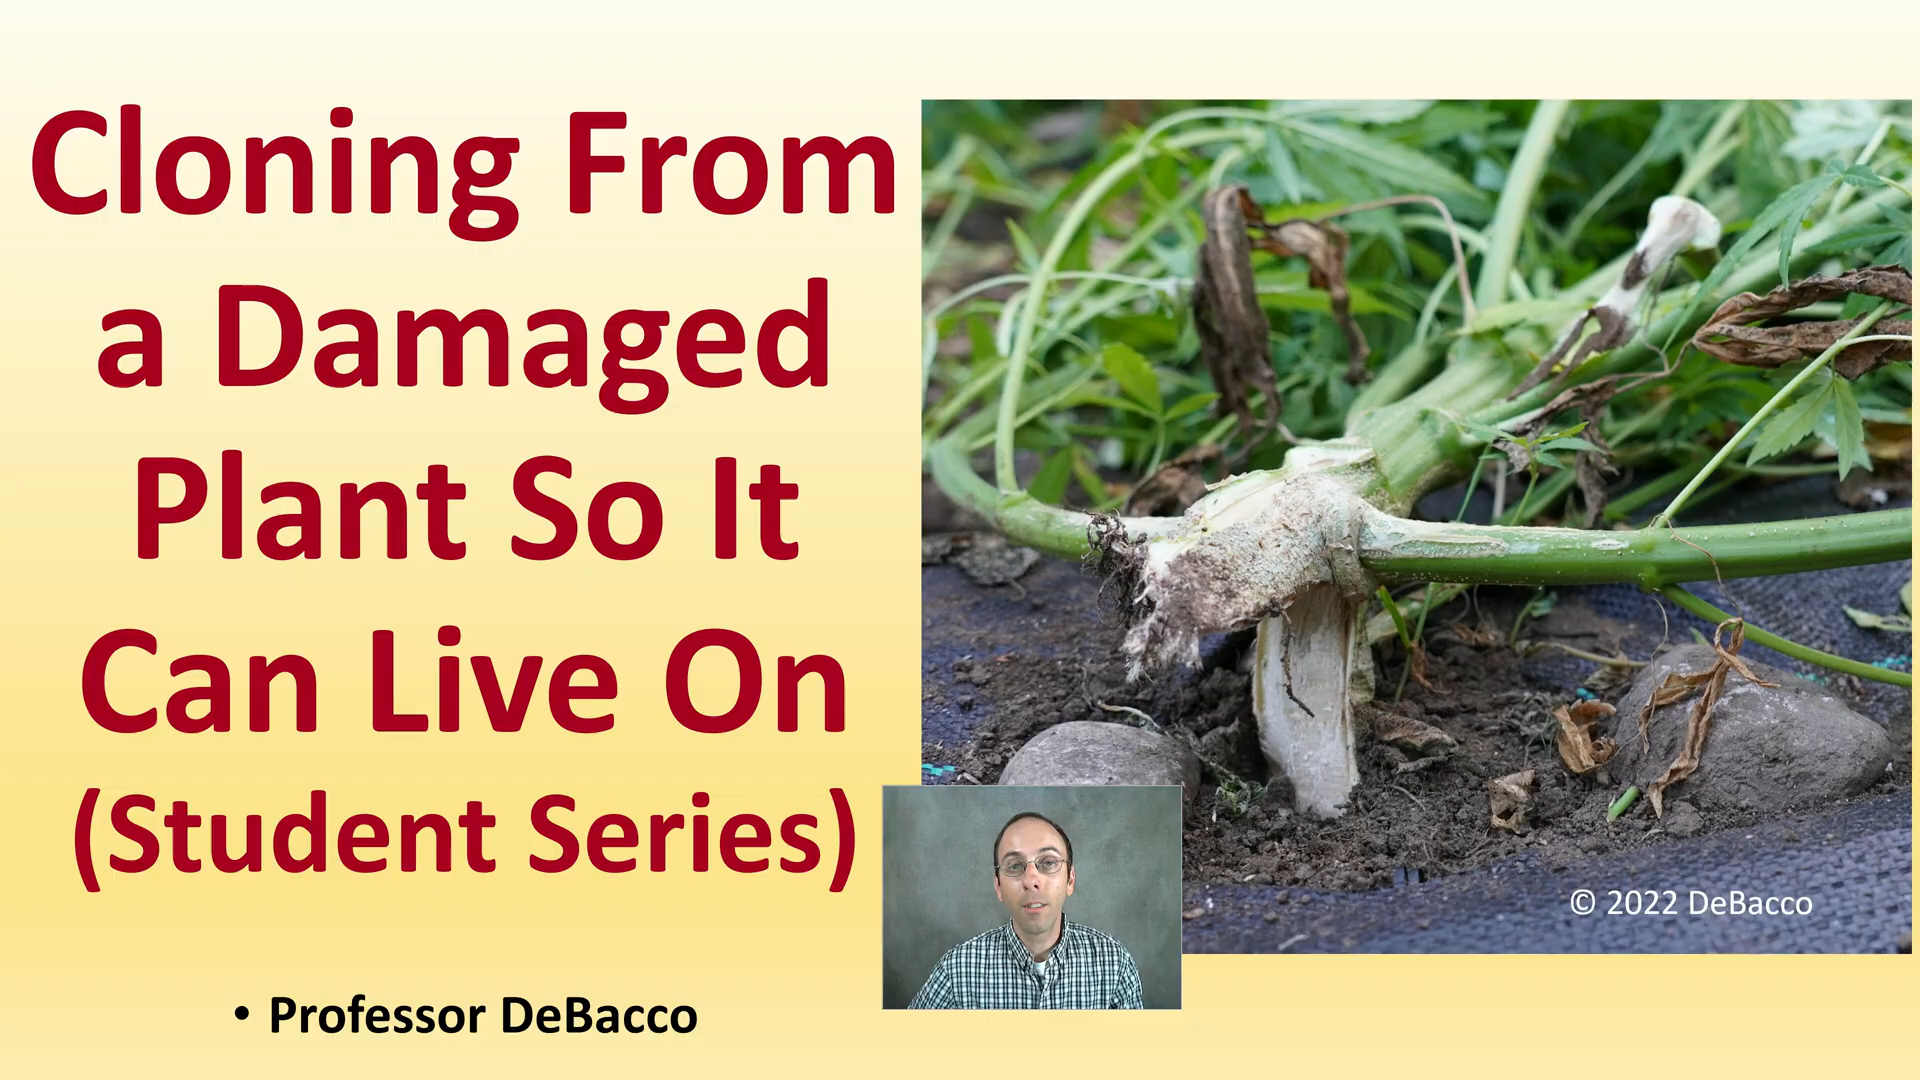 Cloning From
a Damaged
Plant So It
Can Live On
(Student Series)
© 2022 DeBacco
• Professor DeBacco